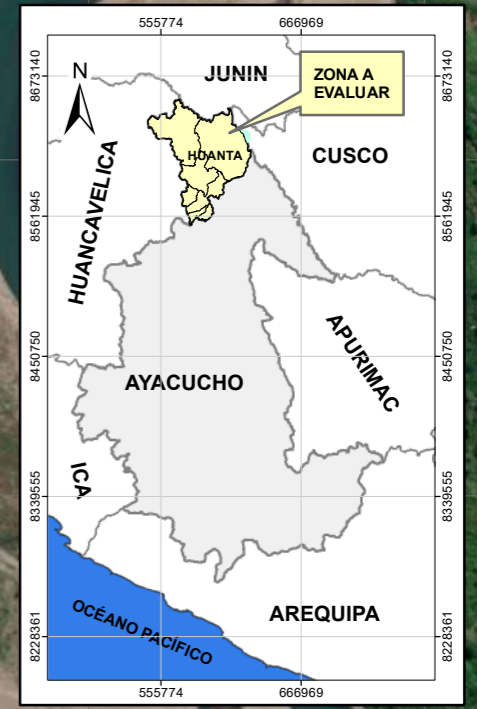 555774
666969
N
JUNIN
ZONA A
EVALUAR
8673140
8673140
HUANTA
CUSCO
HUANCAVELICA
8561945
8561945
APURIMAC
8450750
8450750
AYACUCHO
ICA
8339555
8339555
OCÉANO PACÍFICO
AREQUIPA
8228361
8228361
555774
666969